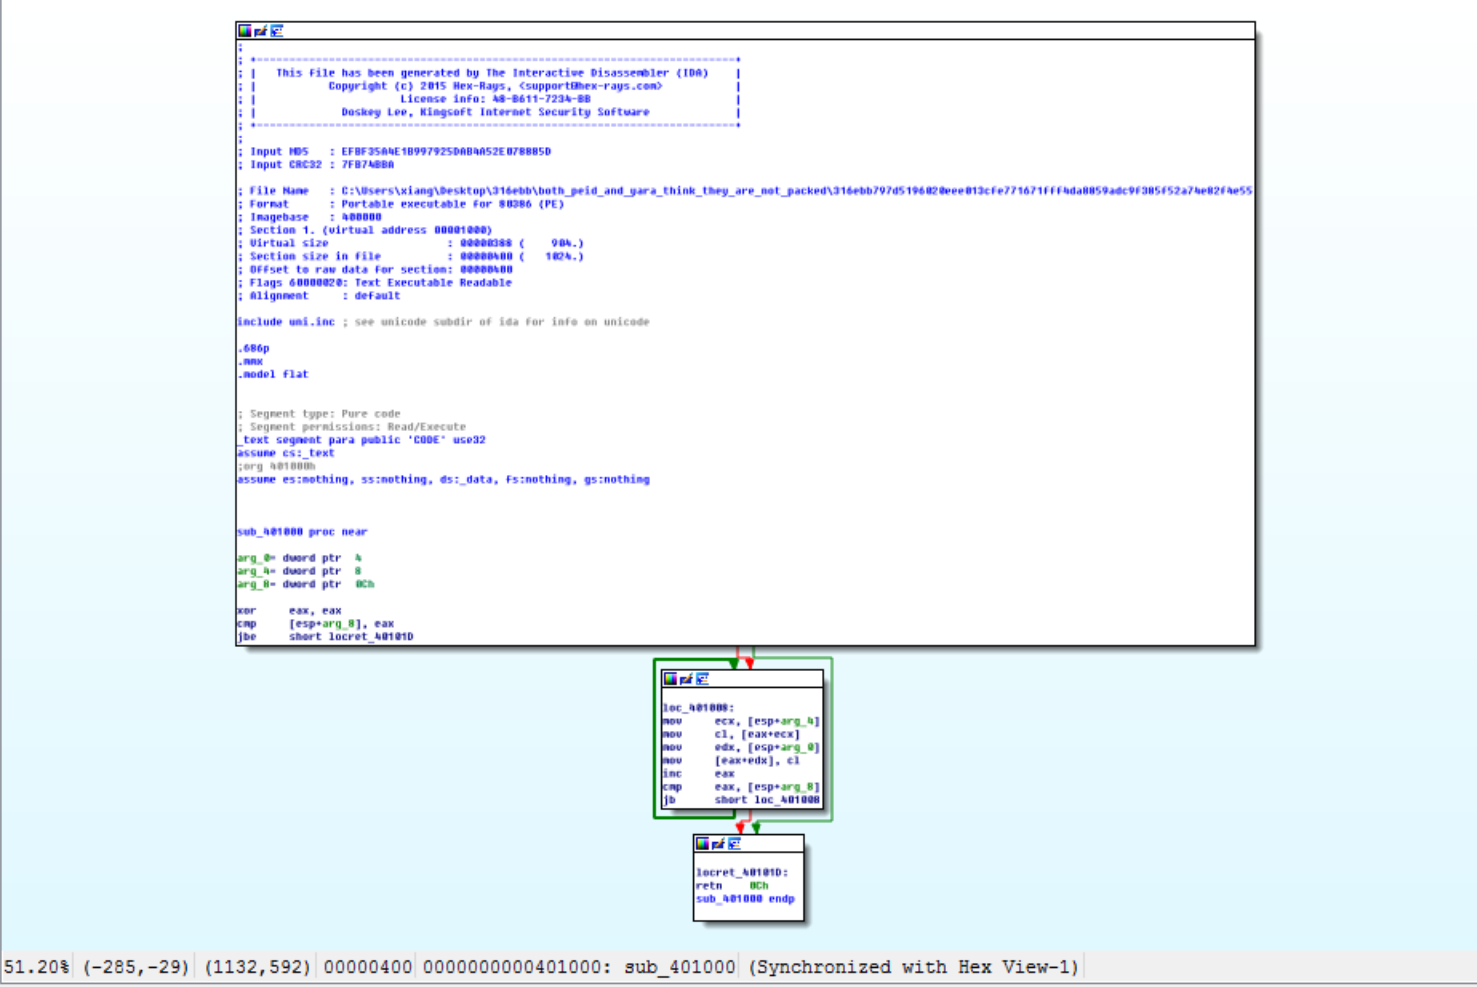 ;
; +-------------------------------------------------------------------------+
; |   This file has been generated by The Interactive Disassembler (IDA)    |
; |           Copyright (c) 2015 Hex-Rays, <support@hex-rays.com>           |
; |                      License info: 48-B611-7234-BB                      |
; |             Doskey Lee, Kingsoft Internet Security Software             |
; +-------------------------------------------------------------------------+
;
; Input MD5   :
; Input CRC32 : 7FB74BBA
; File Name   : C:\Users\xiang\Desktop\316ebb\both_peid_and_yara_think_they_are_not_packed\
; Format      : Portable executable for 80386 (PE)
; Imagebase   : 400000
; Section 1. (virtual address 00001000)
; Virtual size                  : 00000388 (    904.)
; Section size in file          : 00000400 (   1024.)
; Offset to raw data for section: 00000400
; Flags 60000020: Text Executable Readable
; Alignment     : default
include uni.inc ; see unicode subdir of ida for info on unicode
.686p
.mmx
.model flat
; Segment type: Pure code
; Segment permissions: Read/Execute
_text segment para public 'CODE' use32
assume cs:_text
;org 401000h
assume es:nothing, ss:nothing, ds:_data, fs:nothing, gs:nothing
sub_401000 proc near
arg_0= dword ptr  4
arg_4= dword ptr  8
arg_8= dword ptr  0Ch
xor     eax, eax
cmp     [esp+arg_8], eax
jbe     short locret_40101D
loc_401008:
mov     ecx, [esp+arg_4]
mov     cl, [eax+ecx]
mov     edx, [esp+arg_0]
mov     [eax+edx], cl
inc     eax
cmp     eax, [esp+arg_8]
jb      short loc_401008
locret_40101D:
retn    0Ch
sub_401000 endp
51.20% (-285,-29) (1132,592) 00000400 0000000000401000: sub_401000 (Synchronized with Hex View-1)